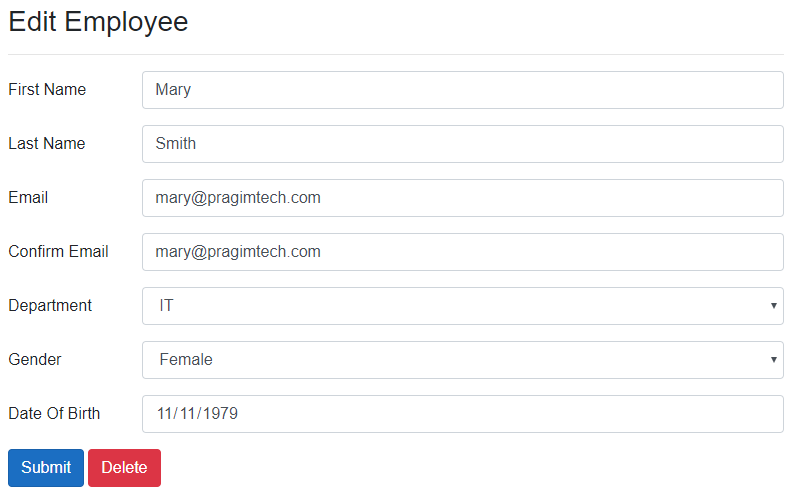 Edit Employee
First Name Mary
Last Name Smith
Email mary@pragimtech.com
Confirm Email mary@pragimtech.com
Department IT
Gender Female
Date Of Birth 11/11/1979
Submit Delete